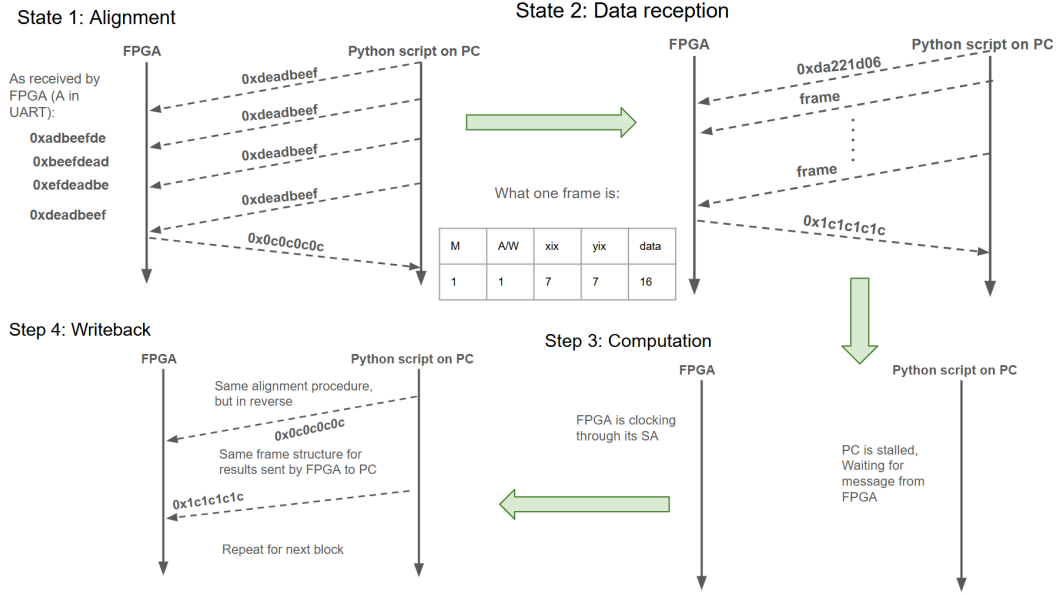 State 1: Alignment
FPGA
Python script on PC
As received by
FPGA (A in
UART):
0xadbeefde
0xbeefdead
0xefdeadbe
0xdeadbeef
0xdeadbeef
0xdeadbeef
0xdeadbeef
0xdeadbeef
0x0c0c0c0c
State 2: Data reception
FPGA
Python script on PC
0xda221d06
frame
frame
0x1c1c1c1c
What one frame is:
M A/W xix yix data
1 1 7 7 16
Step 3: Computation
FPGA
Python script on PC
FPGA is clocking
through its SA
PC is stalled,
Waiting for
message from
FPGA
Step 4: Writeback
FPGA
Python script on PC
Same alignment procedure,
but in reverse
0x0c0c0c0c
Same frame structure for
results sent by FPGA to PC
0x1c1c1c1c
Repeat for next block